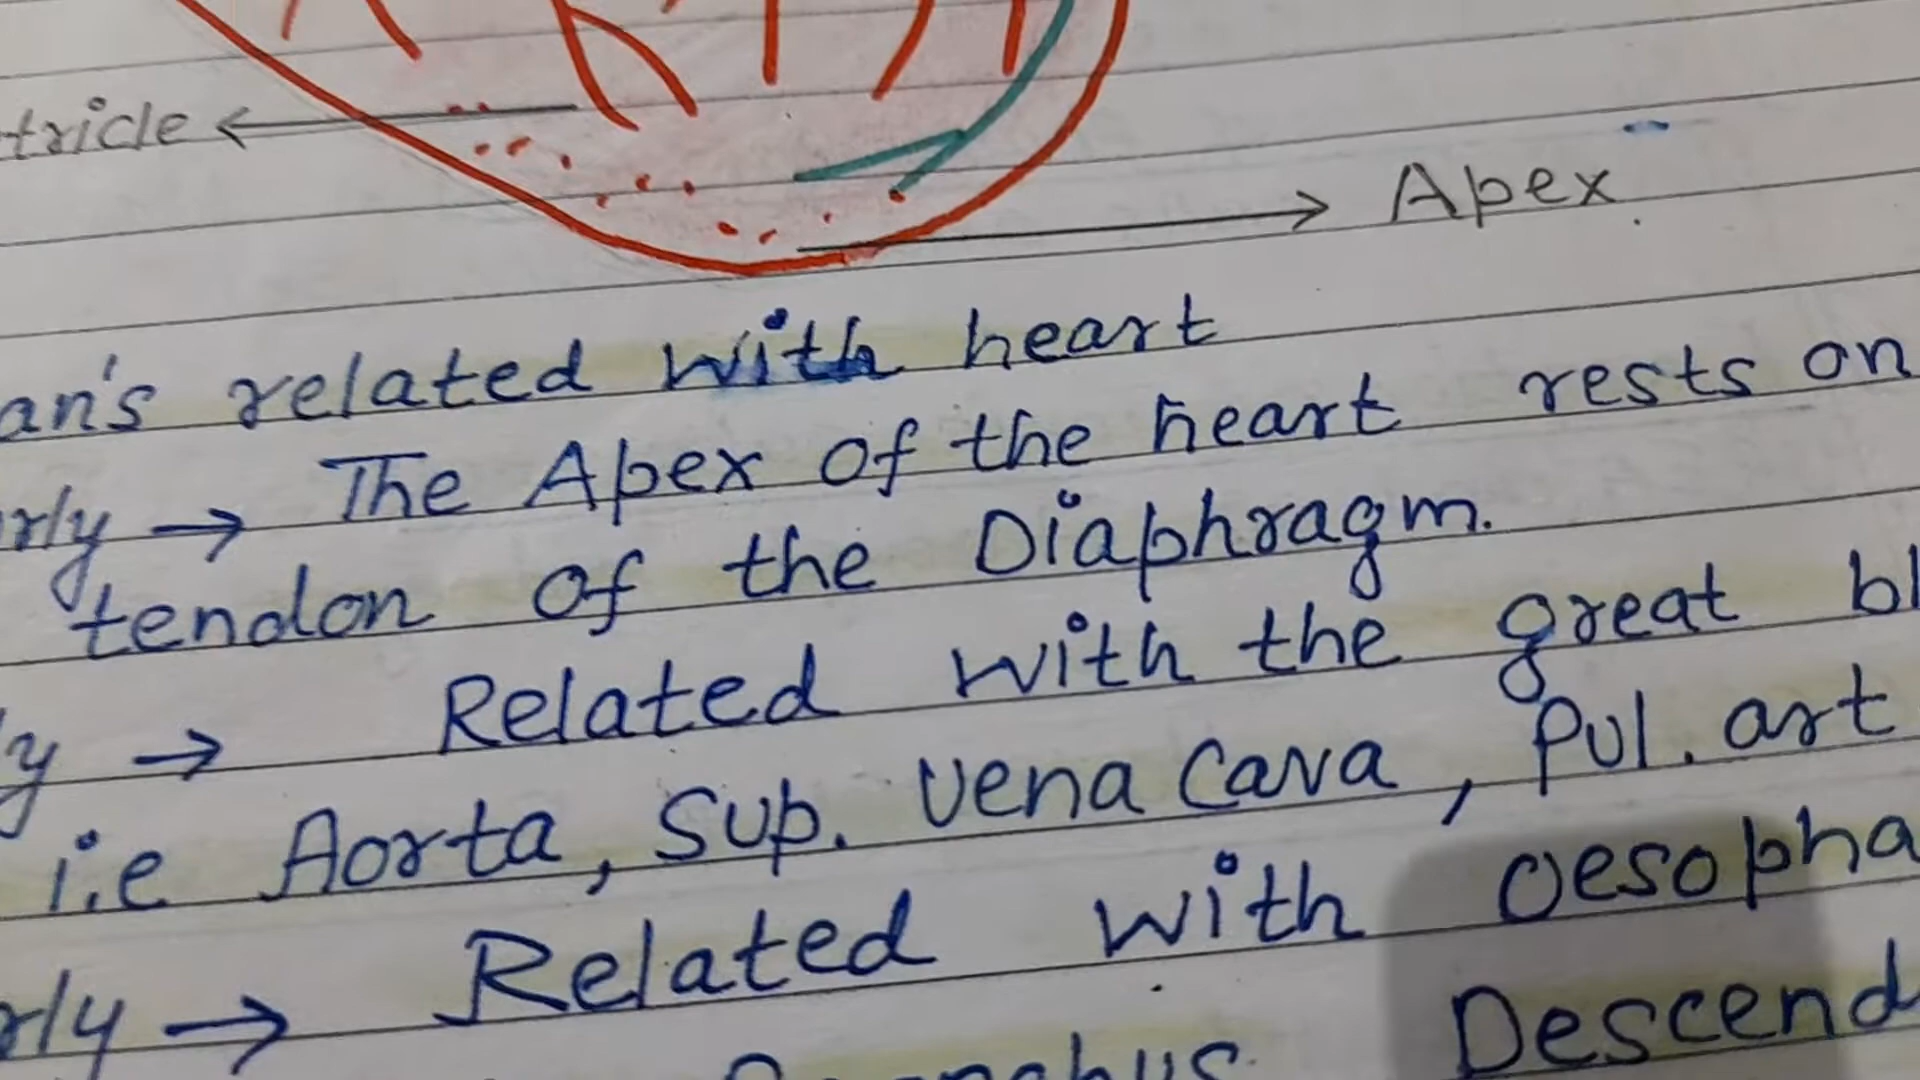 tricle
Apex
an's related with heart
rly → The Apex of the heart rests on
tendon of the Diaphragm.
y → Related with the great bl
i.e Aorta, Sup. Vena Cava, Pul. art
rly → Related with oesopha
Descend